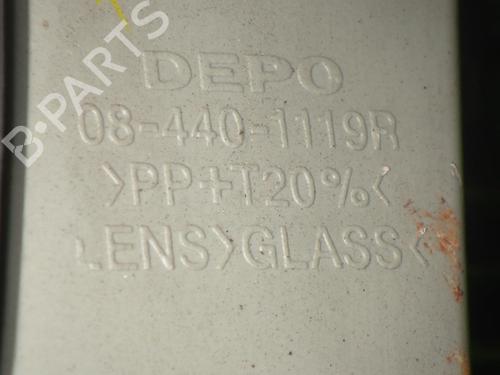 B-PARTS
DEPO
08-440-1119R
>PP+T20%<
LENS>GLASS<